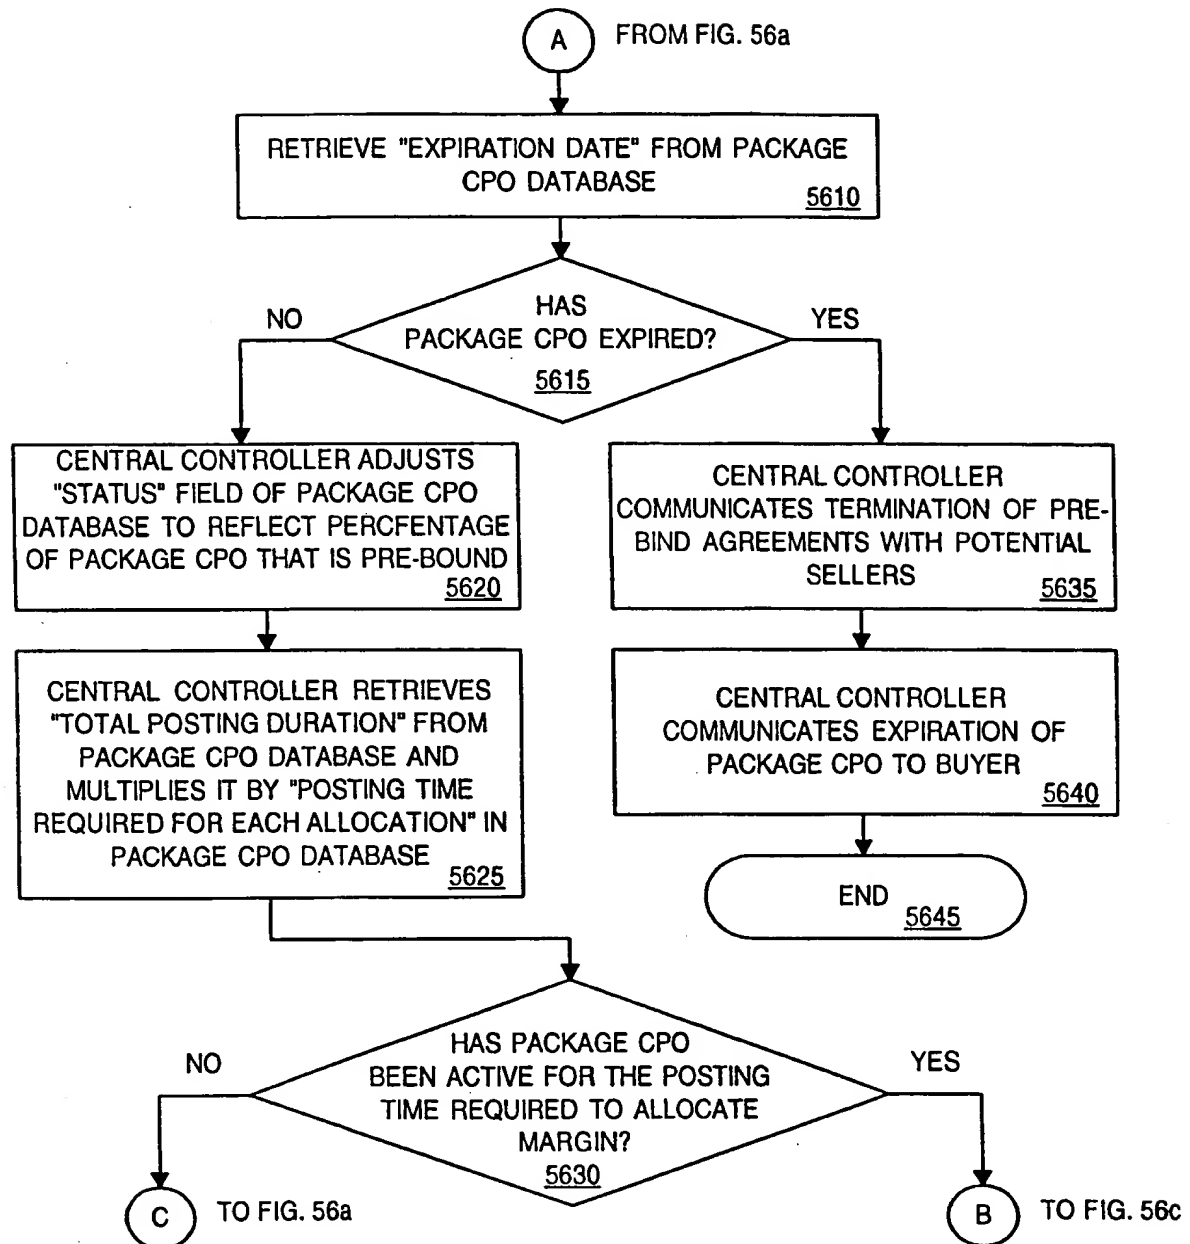 A FROM FIG. 56a
RETRIEVE "EXPIRATION DATE" FROM PACKAGE
CPO DATABASE
5610
HAS
PACKAGE CPO EXPIRED?
5615
NO
YES
CENTRAL CONTROLLER ADJUSTS
"STATUS" FIELD OF PACKAGE CPO
DATABASE TO REFLECT PERCFENTAGE
OF PACKAGE CPO THAT IS PRE-BOUND
5620
CENTRAL CONTROLLER
COMMUNICATES TERMINATION OF PRE-
BIND AGREEMENTS WITH POTENTIAL
SELLERS
5635
CENTRAL CONTROLLER RETRIEVES
"TOTAL POSTING DURATION" FROM
PACKAGE CPO DATABASE AND
MULTIPLIES IT BY "POSTING TIME
REQUIRED FOR EACH ALLOCATION" IN
PACKAGE CPO DATABASE
5625
CENTRAL CONTROLLER
COMMUNICATES EXPIRATION OF
PACKAGE CPO TO BUYER
5640
END
5645
HAS PACKAGE CPO
BEEN ACTIVE FOR THE POSTING
TIME REQUIRED TO ALLOCATE
MARGIN?
5630
NO
YES
C TO FIG. 56a
B TO FIG. 56c